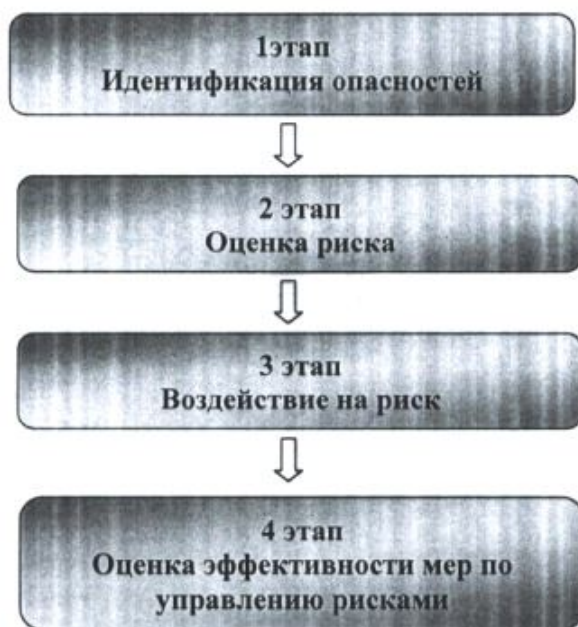 1этап
Идентификация опасностей
2 этап
Оценка риска
3 этап
Воздействие на риск
4 этап
Оценка эффективности мер по
управлению рисками